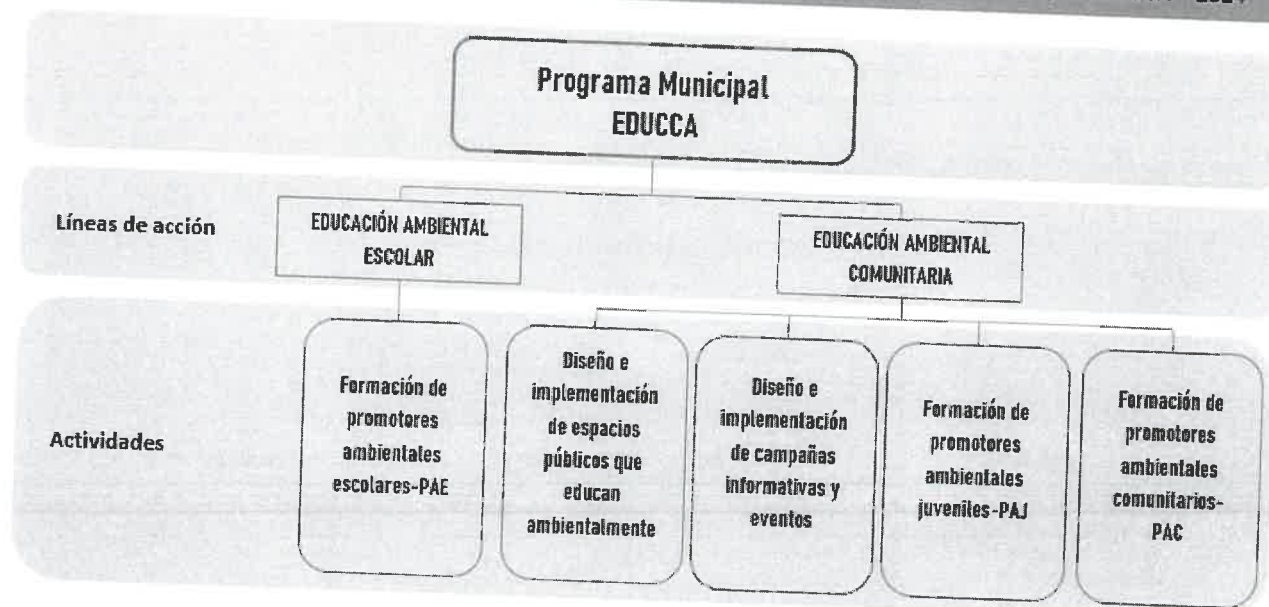 Programa Municipal
EDUCCA
Líneas de acción
EDUCACIÓN AMBIENTAL
ESCOLAR
EDUCACIÓN AMBIENTAL
COMUNITARIA
Actividades
Formación de
promotores
ambientales
escolares-PAE
Diseño e
implementación
de espacios
públicos que
educan
ambientalmente
Diseño e
implementación
de campañas
informativas y
eventos
Formación de
promotores
ambientales
juveniles-PAJ
Formación de
promotores
ambientales
comunitarios-
PAC